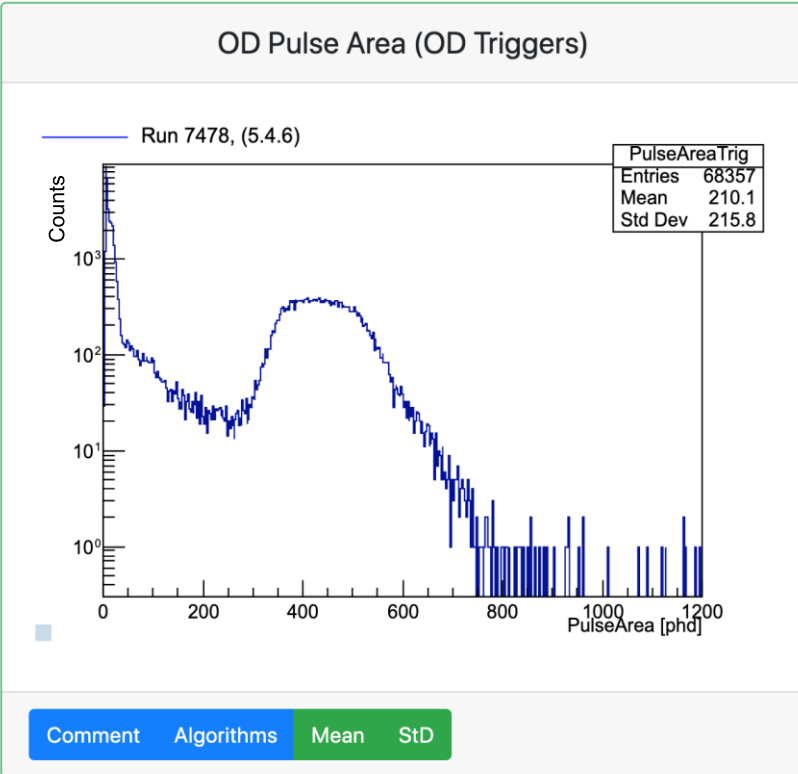 OD Pulse Area (OD Triggers)
Run 7478, (5.4.6)
PulseAreaTrig
Entries 68357
Mean 210.1
Std Dev 215.8
Counts
10³
10²
10¹
10⁰
0 200 400 600 800 1000 1200
PulseArea [phd]
Comment Algorithms Mean StD